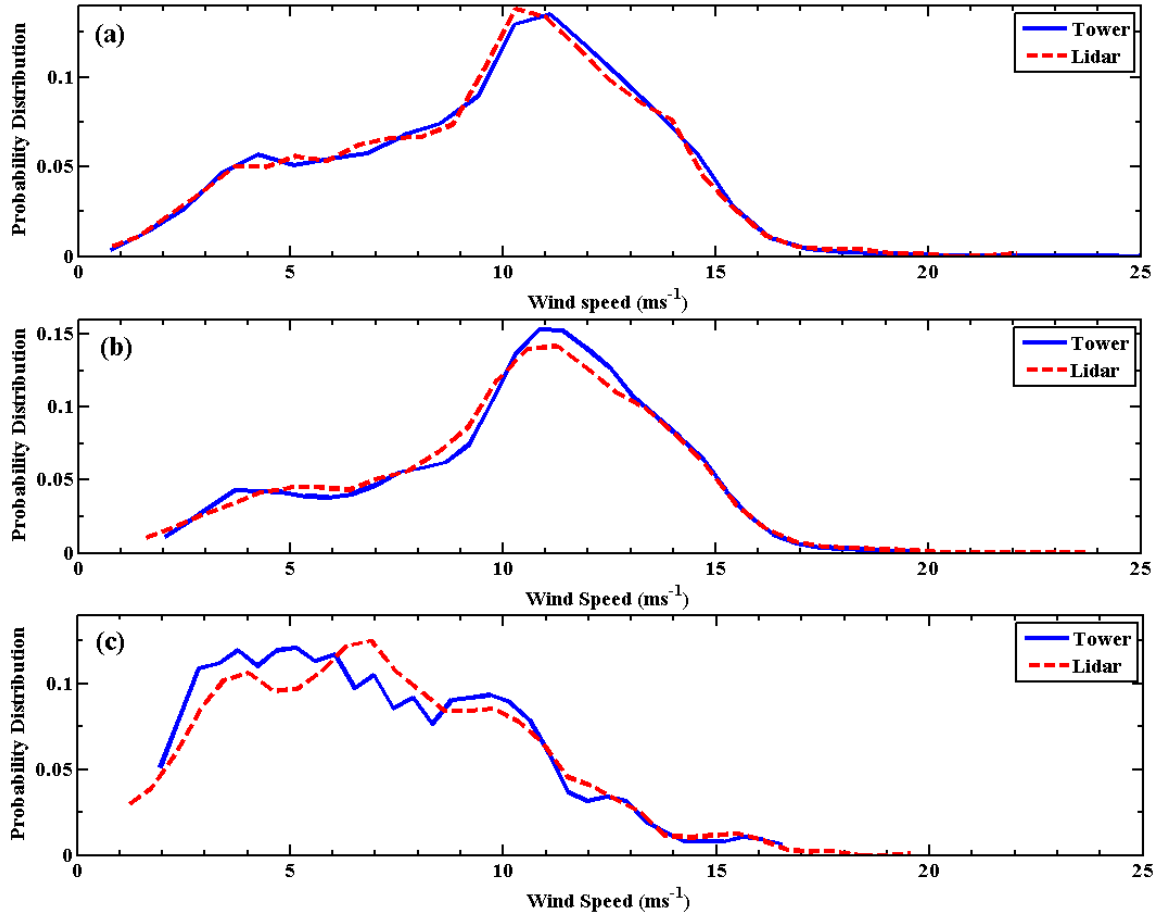 (a)
Tower
Lidar
Probability Distribution
0.1
0.05
0
0 5 10 15 20 25
Wind speed (ms-1)
(b)
Tower
Lidar
Probability Distribution
0.15
0.1
0.05
0
0 5 10 15 20 25
Wind Speed (ms-1)
(c)
Tower
Lidar
Probability Distribution
0.1
0.05
0
0 5 10 15 20 25
Wind Speed (ms-1)